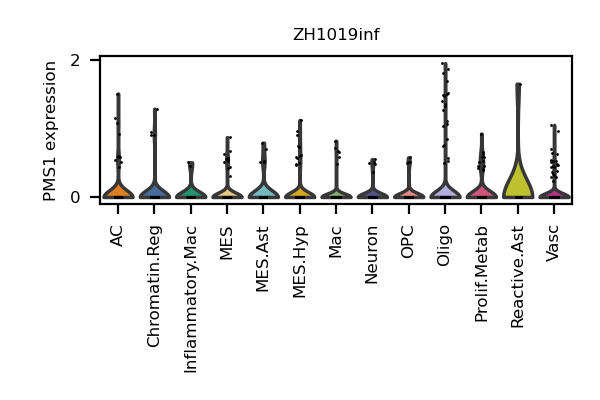 ZH1019inf
PMS1 expression
2
0
AC
Chromatin.Reg
Inflammatory.Mac
MES
MES.Ast
MES.Hyp
Mac
Neuron
OPC
Oligo
Prolif.Metab
Reactive.Ast
Vasc